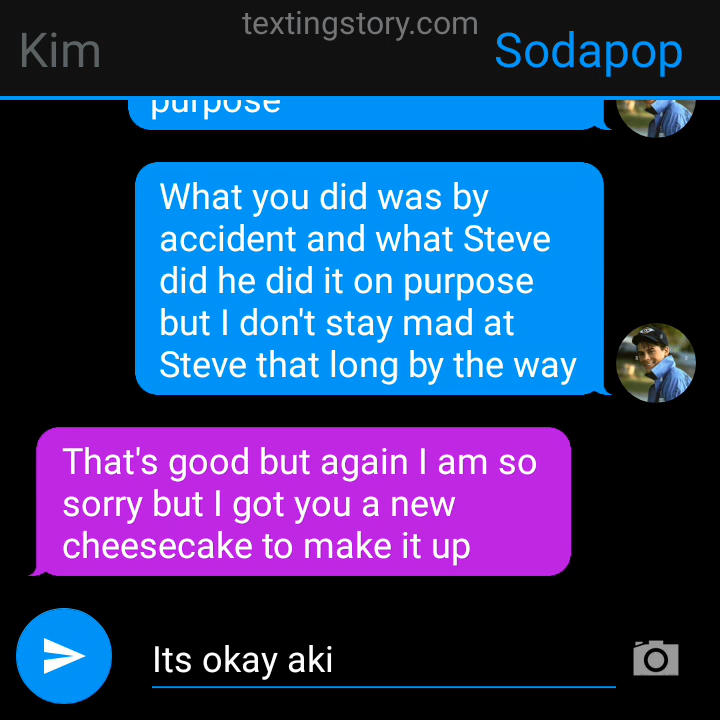 textingstory.com
Kim
Sodapop
purpose
What you did was by
accident and what Steve
did he did it on purpose
but I don't stay mad at
Steve that long by the way
That's good but again I am so
sorry but I got you a new
cheesecake to make it up
Its okay aki